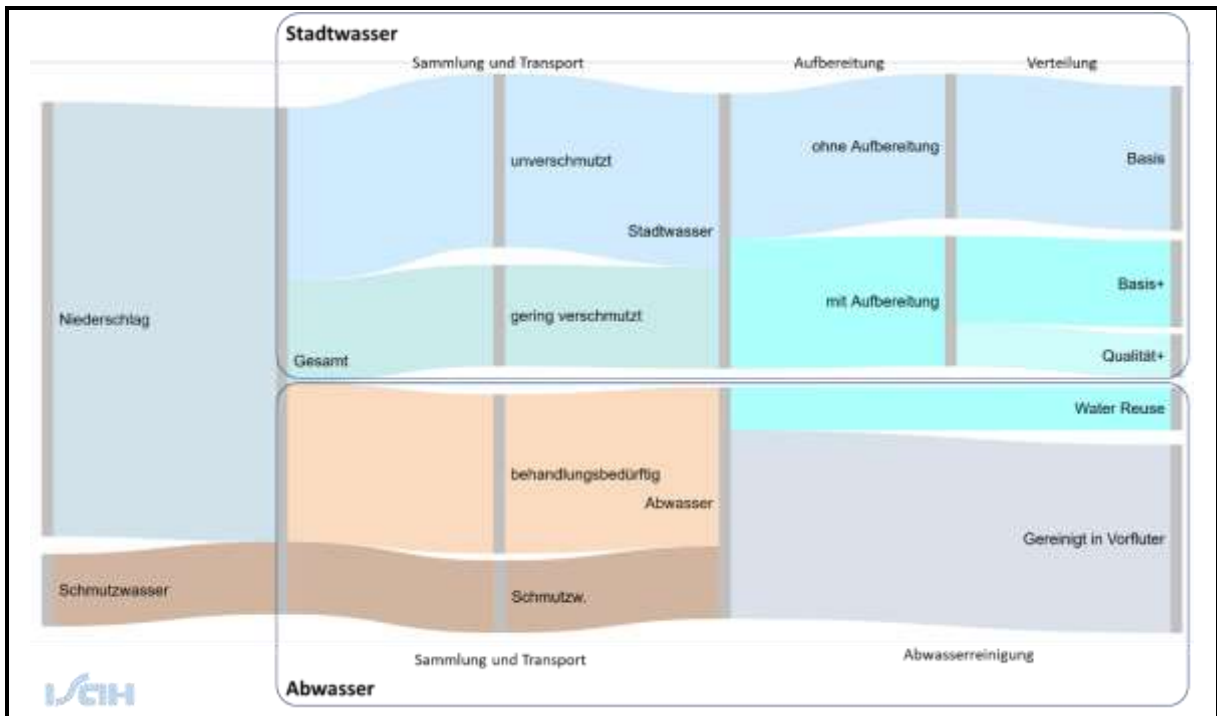 Stadtwasser
Sammlung und Transport
Aufbereitung
Verteilung
unverschmutzt
ohne Aufbereitung
Basis
Stadtwasser
Basis+
mit Aufbereitung
Niederschlag
gering verschmutzt
Gesamt
Qualität+
Water Reuse
behandlungsbedürftig
Abwasser
Gereinigt in Vorfluter
Schmutzwasser
Schmutzw.
Sammlung und Transport
Abwasserreinigung
Abwasser
ISAH